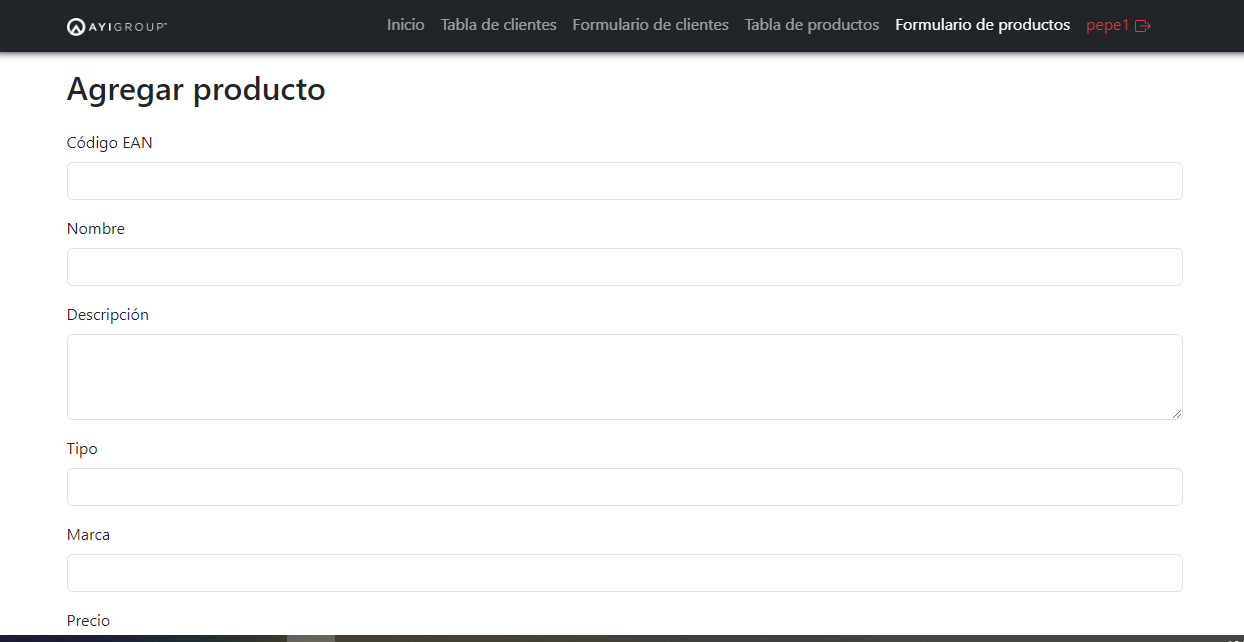 AYIGROUP Inicio Tabla de clientes Formulario de clientes Tabla de productos Formulario de productos pepe1
Agregar producto
Código EAN
Nombre
Descripción
Tipo
Marca
Precio